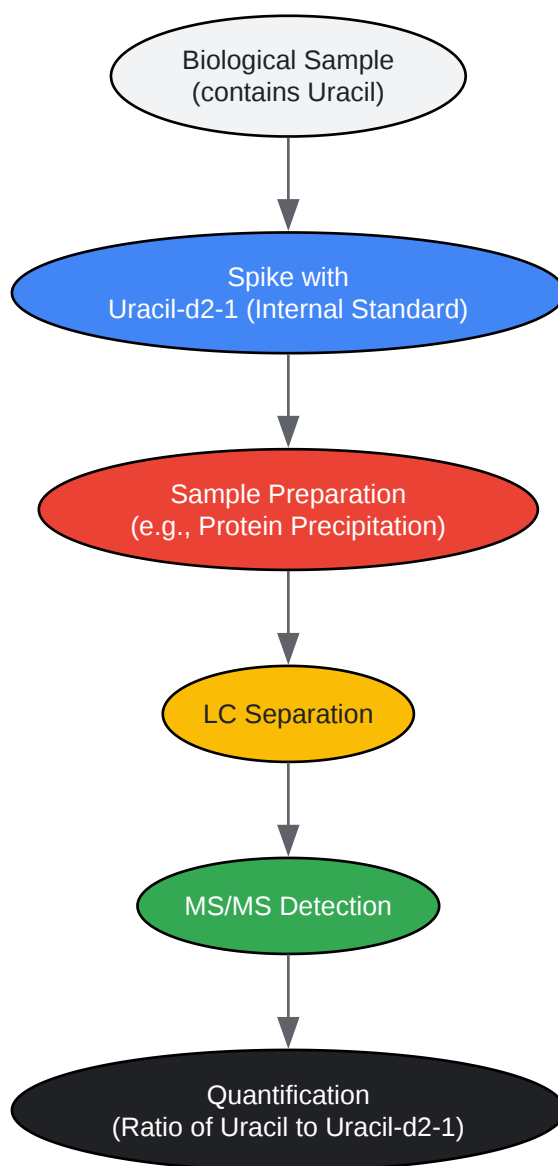 Biological Sample
(contains Uracil)
Spike with
Uracil-d2-1 (Internal Standard)
Sample Preparation
(e.g., Protein Precipitation)
LC Separation
MS/MS Detection
Quantification
(Ratio of Uracil to Uracil-d2-1)